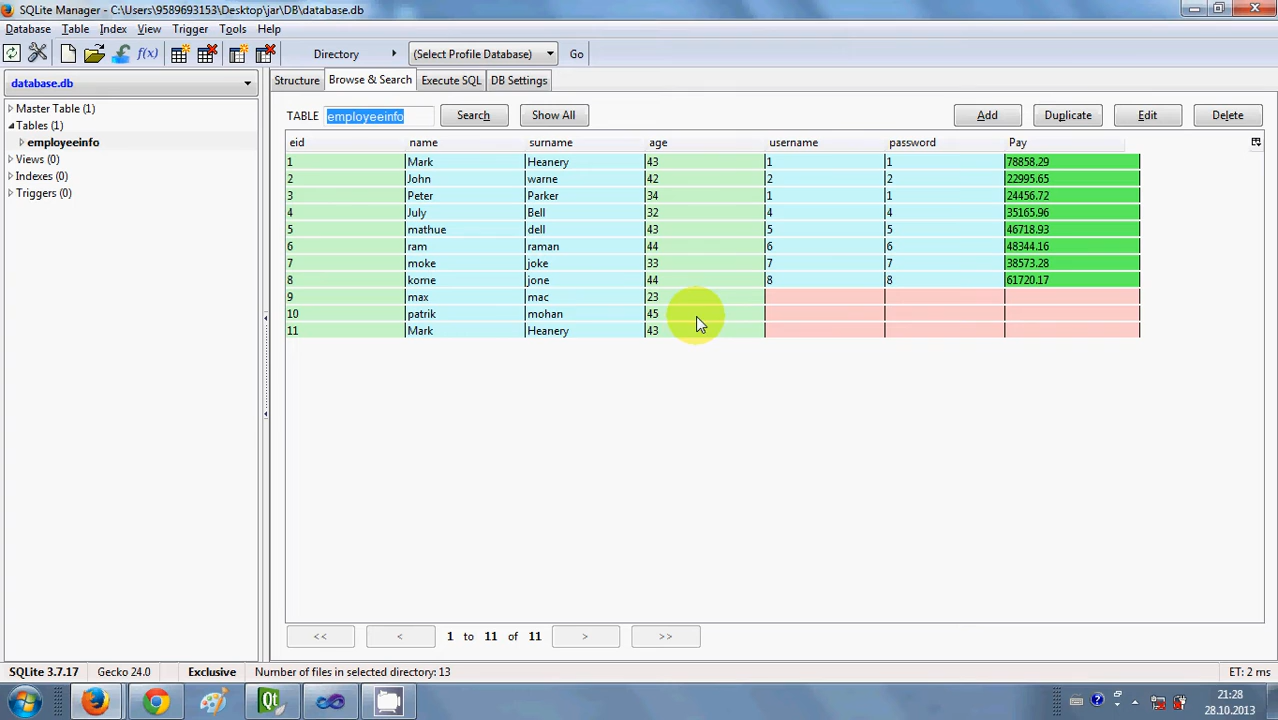 SQLite Manager - C:\Users\9589693153\Desktop\jar\DB\database.db
Database Table Index View Trigger Tools Help
f(x) Directory (Select Profile Database) Go
database.db
Structure Browse & Search Execute SQL DB Settings
Master Table (1)
Tables (1)
employeeinfo
Views (0)
Indexes (0)
Triggers (0)
TABLE employeeinfo Search Show All Add Duplicate Edit Delete
eid name surname age username password Pay
1 Mark Heanery 43 1 1 78858.29
2 John warne 42 2 2 22995.65
3 Peter Parker 34 1 1 24456.72
4 July Bell 32 4 4 35165.96
5 mathue dell 43 5 5 46718.93
6 ram raman 44 6 6 48344.16
7 moke joke 33 7 7 38573.28
8 korne jone 44 8 8 61720.17
9 max mac 23
10 patrik mohan 45
11 Mark Heanery 43
<< < 1 to 11 of 11 > >>
SQLite 3.7.17 Gecko 24.0 Exclusive Number of files in selected directory: 13 ET: 2 ms
Qt
21:28
28.10.2013